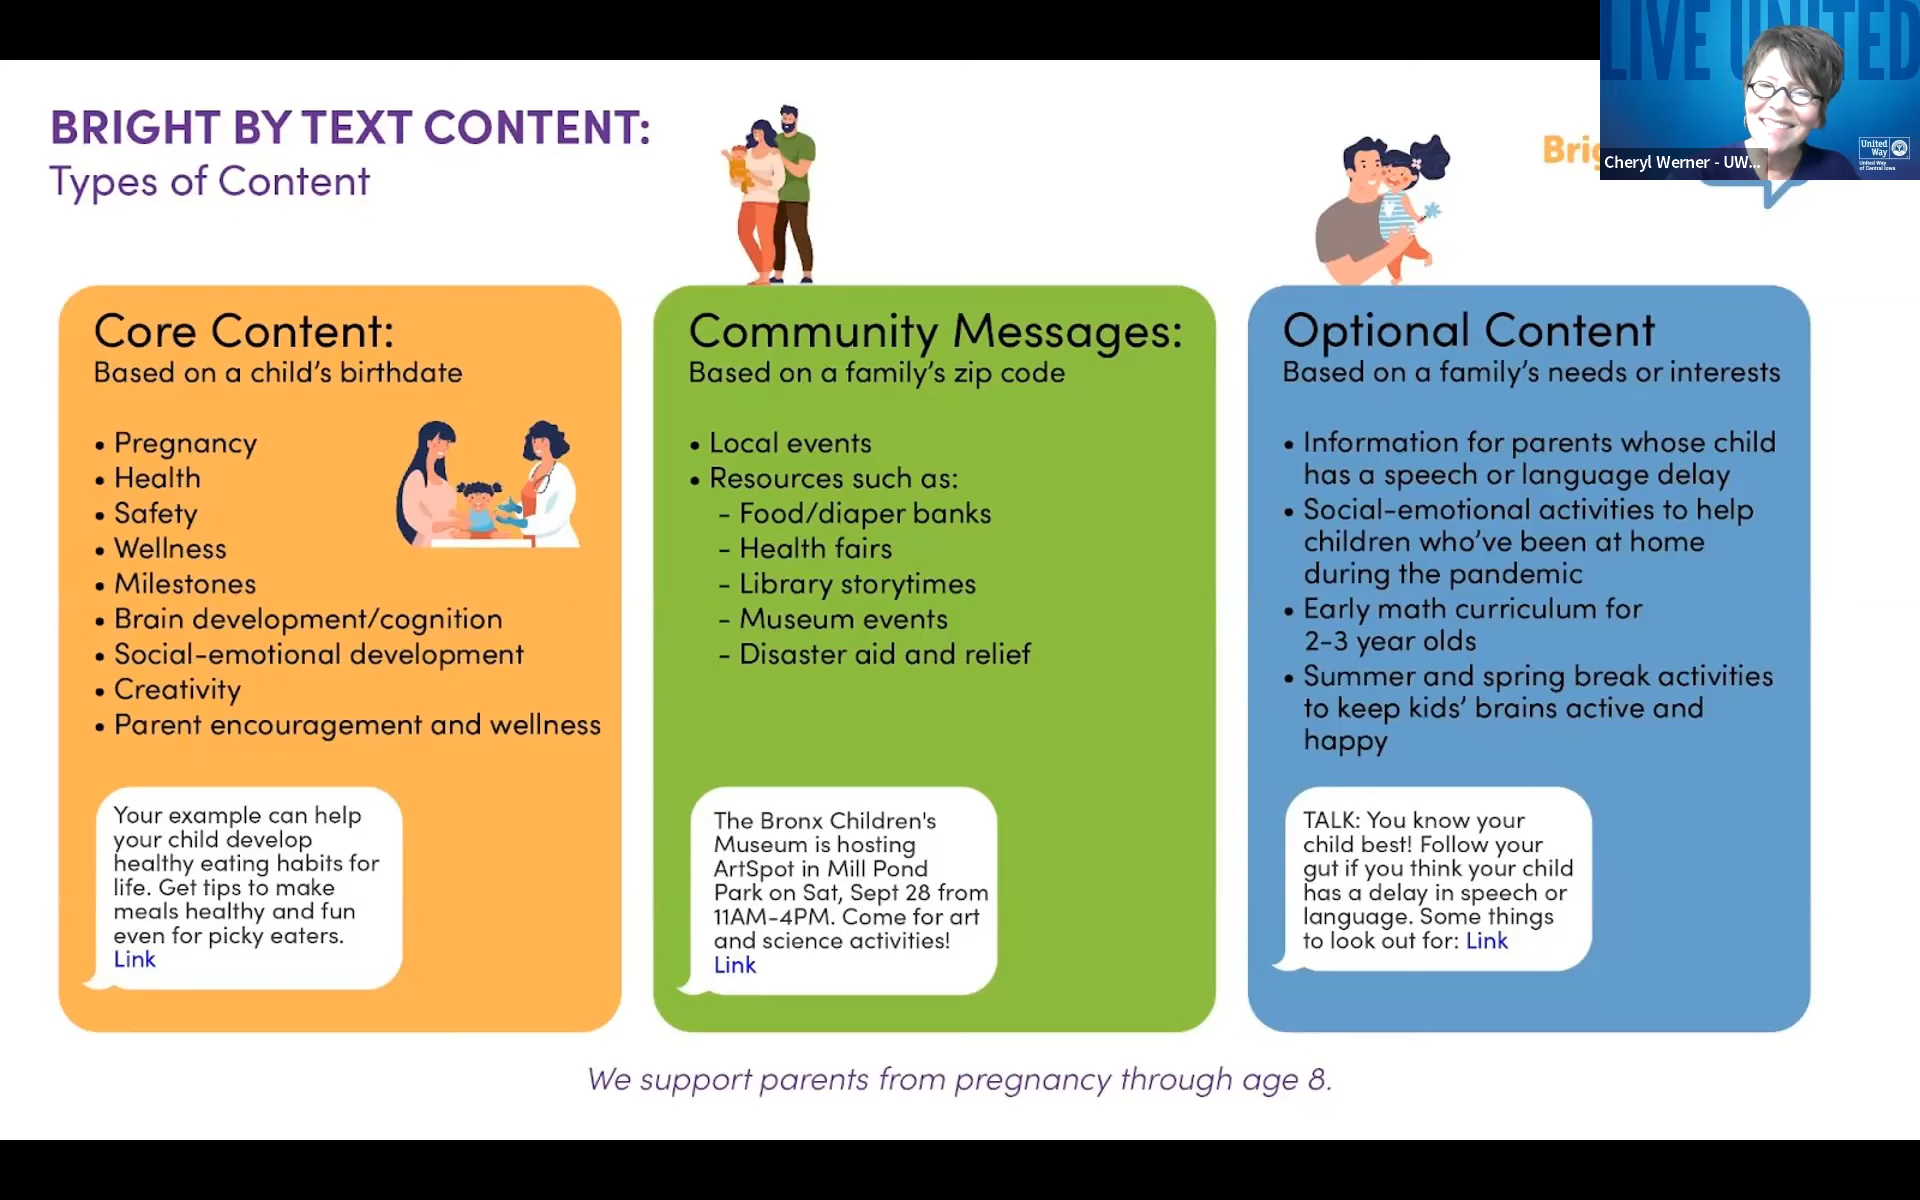 LIVE UNITED
BRIGHT BY TEXT CONTENT:
Types of Content
Brig
Cheryl Werner - UW...
United
Way
United Way
of Central Iowa
Core Content:
Based on a child's birthdate
• Pregnancy
• Health
• Safety
• Wellness
• Milestones
• Brain development/cognition
• Social-emotional development
• Creativity
• Parent encouragement and wellness
Your example can help
your child develop
healthy eating habits for
life. Get tips to make
meals healthy and fun
even for picky eaters.
Link
Community Messages:
Based on a family's zip code
• Local events
• Resources such as:
- Food/diaper banks
- Health fairs
- Library storytimes
- Museum events
- Disaster aid and relief
The Bronx Children's
Museum is hosting
ArtSpot in Mill Pond
Park on Sat, Sept 28 from
11AM-4PM. Come for art
and science activities!
Link
Optional Content
Based on a family's needs or interests
• Information for parents whose child
has a speech or language delay
• Social-emotional activities to help
children who've been at home
during the pandemic
• Early math curriculum for
2-3 year olds
• Summer and spring break activities
to keep kids' brains active and
happy
TALK: You know your
child best! Follow your
gut if you think your child
has a delay in speech or
language. Some things
to look out for: Link
We support parents from pregnancy through age 8.